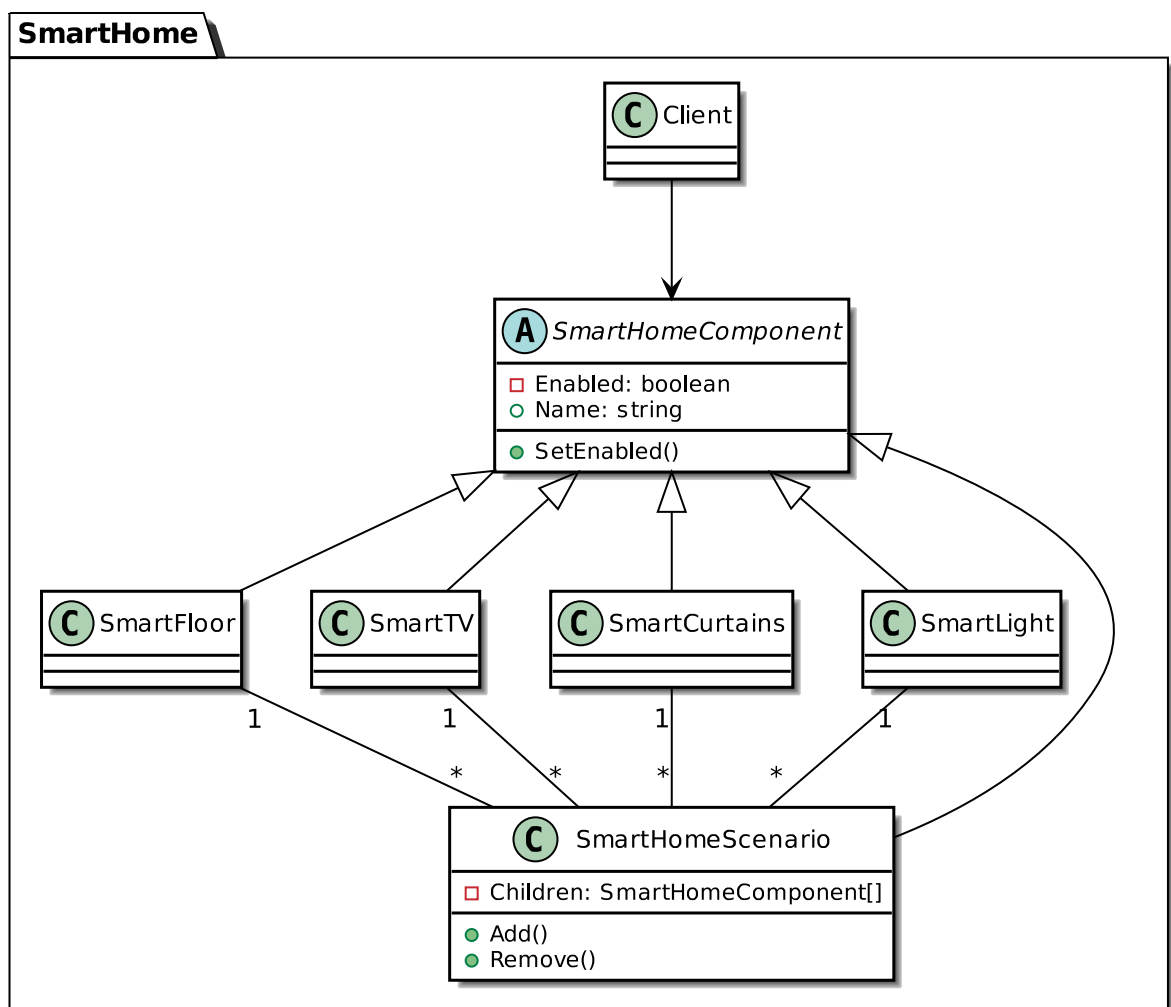 SmartHome
C Client
A SmartHomeComponent
Enabled: boolean
Name: string
SetEnabled()
C SmartFloor
C SmartTV
C SmartCurtains
C SmartLight
1
1
1
1
*
*
*
*
C SmartHomeScenario
Children: SmartHomeComponent[]
Add()
Remove()